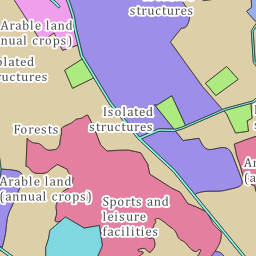 structures
Arable land
(annual crops)
Isolated
structures
Isolated
structures
Forests
Arable land
(annual crops)
Sports and
leisure
facilities